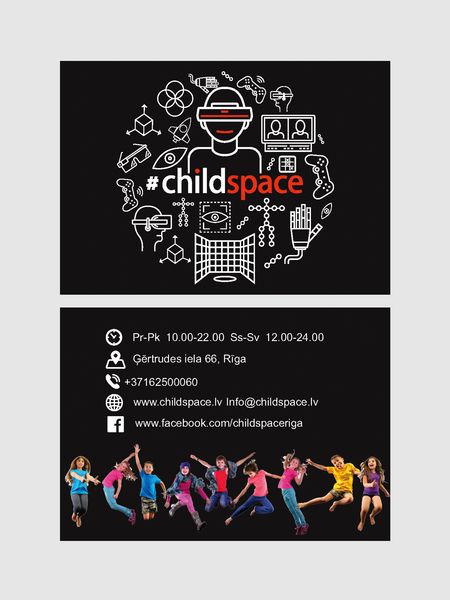 #childspace
Pr-Pk 10.00-22.00 Ss-Sv 12.00-24.00
Ģērtrudes iela 66, Rīga
+37162500060
www.childspace.lv Info@childspace.lv
www.facebook.com/childspaceriga